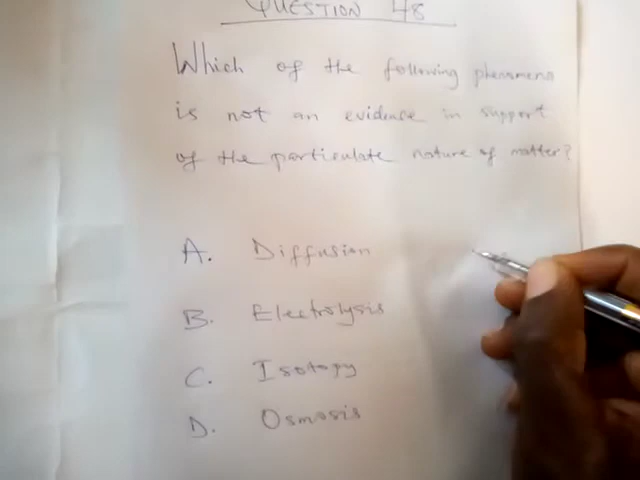 QUESTION 48
Which of the following phenomena
is not an evidence in support
of the particulate nature of matter?
A. Diffusion
B. Electrolysis
C. Isotopy
D. Osmosis